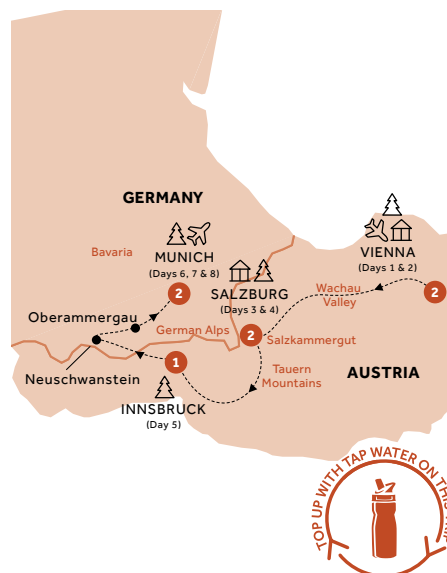 GERMANY
Bavaria
MUNICH
(Days 6, 7 & 8)
2
VIENNA
(Days 1 & 2)
2
SALZBURG
(Days 3 & 4)
2
Wachau
Valley
Oberammergau
German Alps
Salzkammergut
Neuschwanstein
1
Tauern
Mountains
AUSTRIA
INNSBRUCK
(Day 5)
TOP UP WITH TAP WATER ON THIS